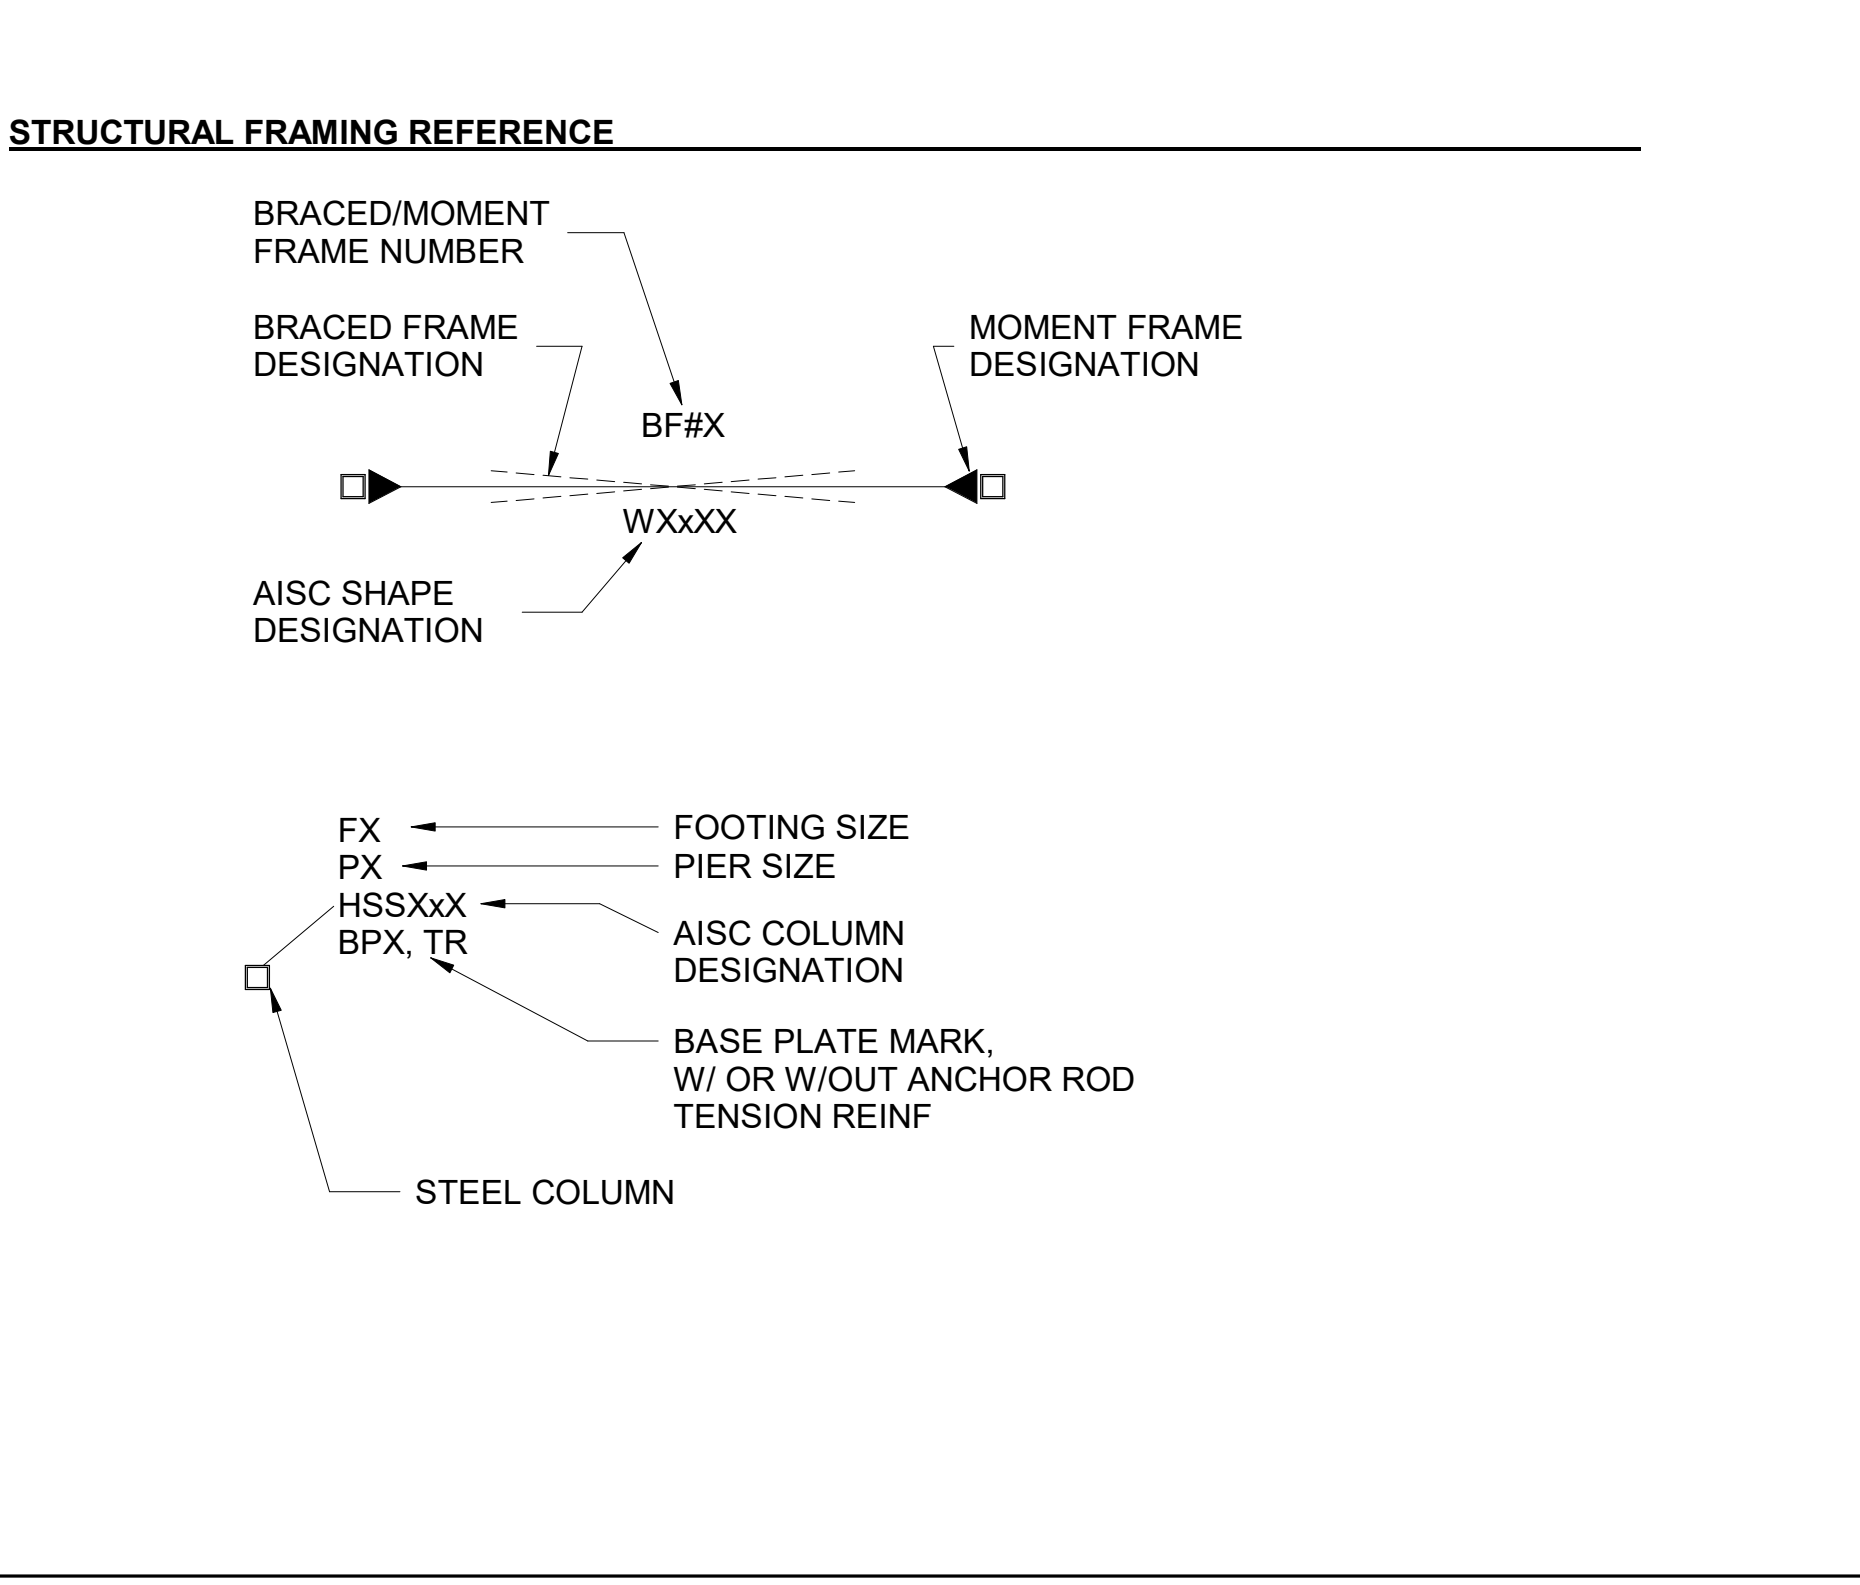 STRUCTURAL FRAMING REFERENCE
BRACED/MOMENT
FRAME NUMBER
BRACED FRAME
DESIGNATION
MOMENT FRAME
DESIGNATION
BF#X
WXxXX
AISC SHAPE
DESIGNATION
FX
FOOTING SIZE
PX
PIER SIZE
HSSXxX
BPX, TR
AISC COLUMN
DESIGNATION
BASE PLATE MARK,
W/ OR W/OUT ANCHOR ROD
TENSION REINF
STEEL COLUMN